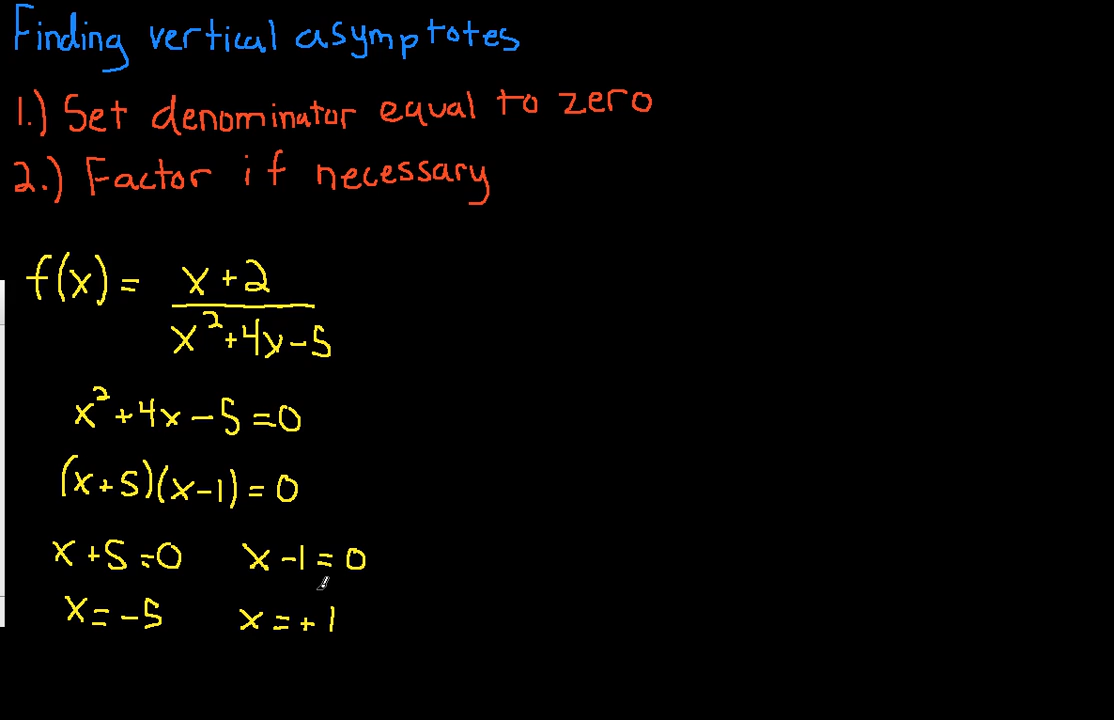 Finding vertical asymptotes
1.) Set denominator equal to zero
2.) Factor if necessary
f(x) = x+2
x²+4x-5
x²+4x-5=0
(x+5)(x-1)=0
x+5=0 x-1=0
x=-5 x=+1